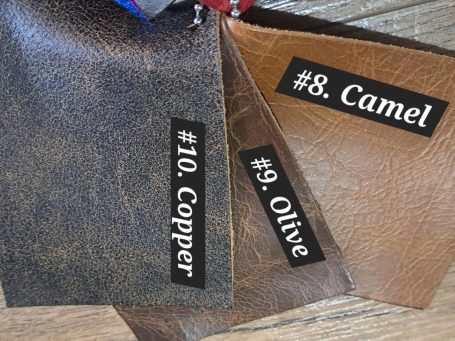 #10. Copper
#9. Olive
#8. Camel